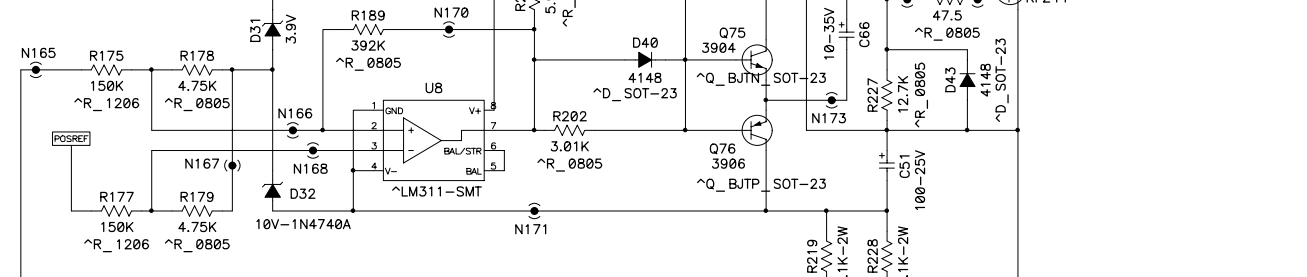 D31
3.9V
R189
392K
^R_0805
N170
N165
R175
150K
^R_1206
R178
4.75K
^R_0805
N166
N167
N168
POSREF
R177
150K
^R_1206
R179
4.75K
^R_0805
D32
10V-1N4740A
U8
1 GND
2 +
3 -
4 V-
V+ 8
7
BAL/STR 6
BAL 5
^LM311-SMT
N171
R202
3.01K
^R_0805
D40
4148
^D_SOT-23
Q75
3904
^Q_BJTN_SOT-23
Q76
3906
^Q_BJTP_SOT-23
10-35V
C66
N173
47.5
^R_0805
R227
12.7K
^R_0805
D43
4148
^D_SOT-23
C51
100-25V
R219
.1K-2W
R228
.1K-2W